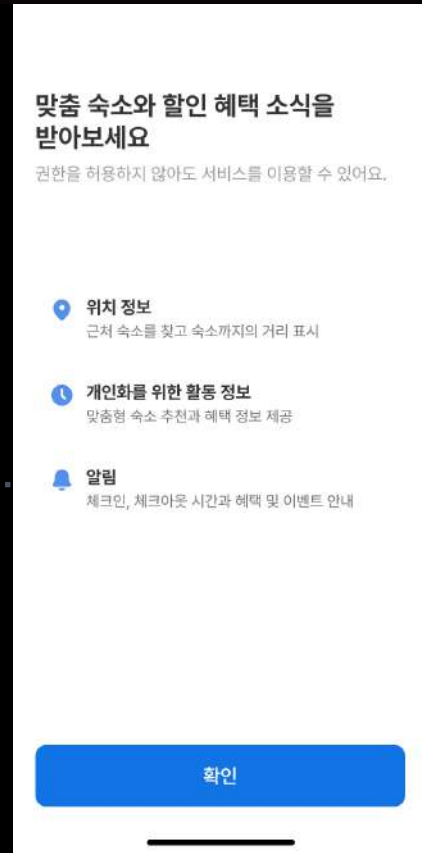 맞춤 숙소와 할인 혜택 소식을
받아보세요
권한을 허용하지 않아도 서비스를 이용할 수 있어요.
위치 정보
근처 숙소를 찾고 숙소까지의 거리 표시
개인화를 위한 활동 정보
맞춤형 숙소 추천과 혜택 정보 제공
알림
체크인, 체크아웃 시간과 혜택 및 이벤트 안내
확인